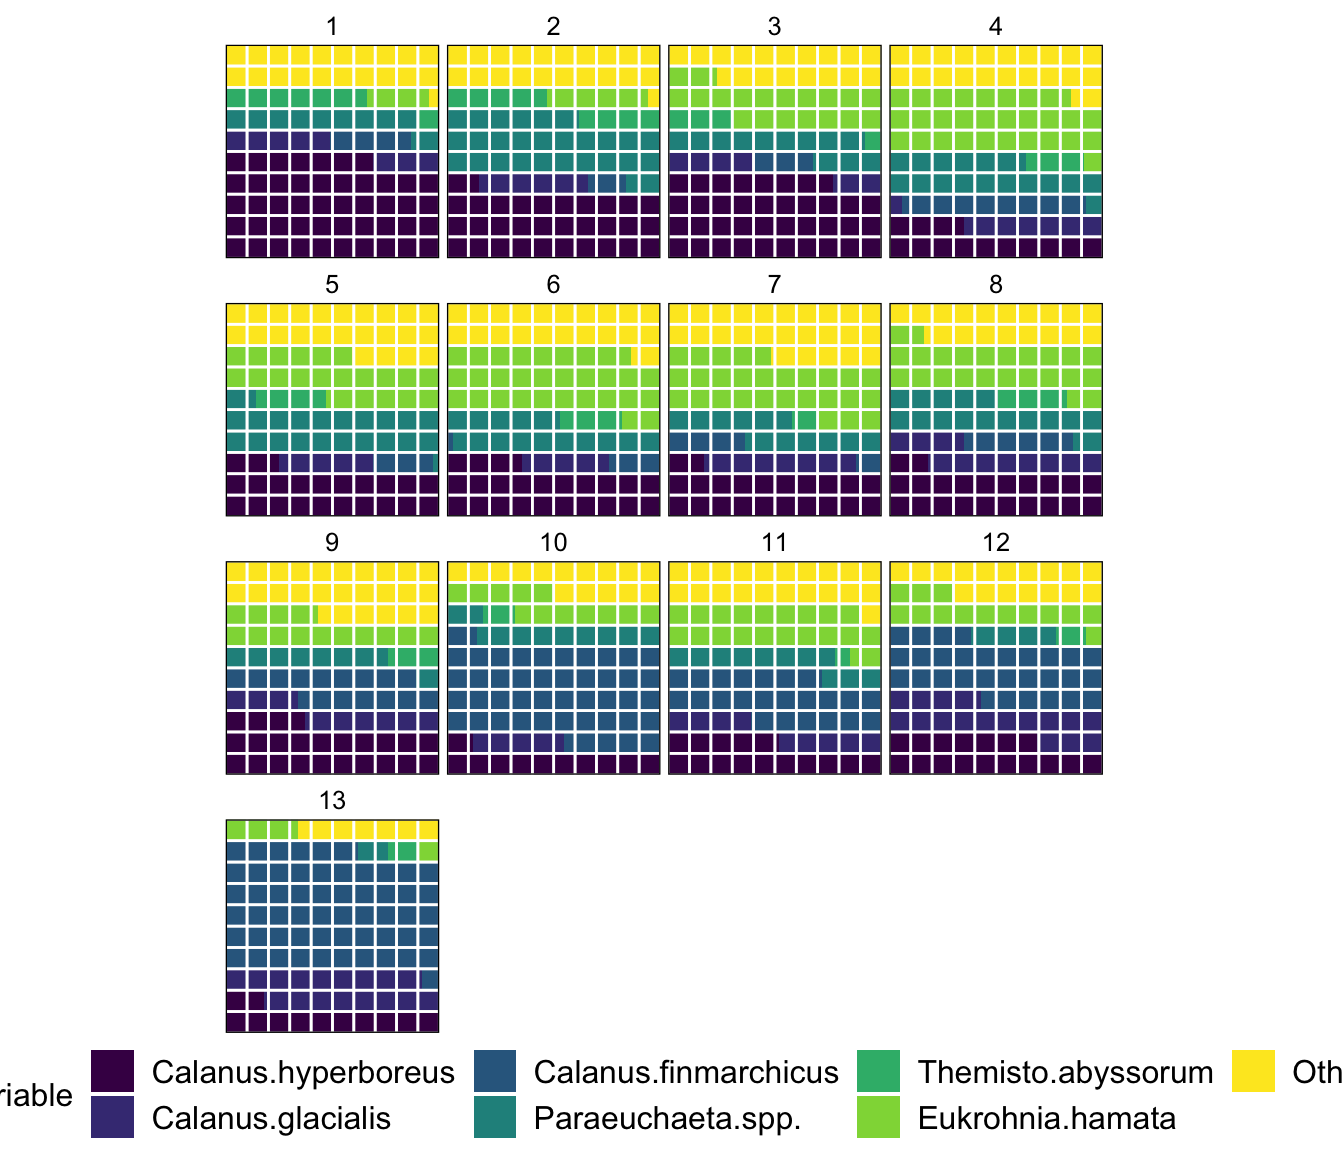 1 2 3 4
5 6 7 8
9 10 11 12
13
riable Calanus.hyperboreus Calanus.finmarchicus Themisto.abyssorum Oth
Calanus.glacialis Paraeuchaeta.spp. Eukrohnia.hamata